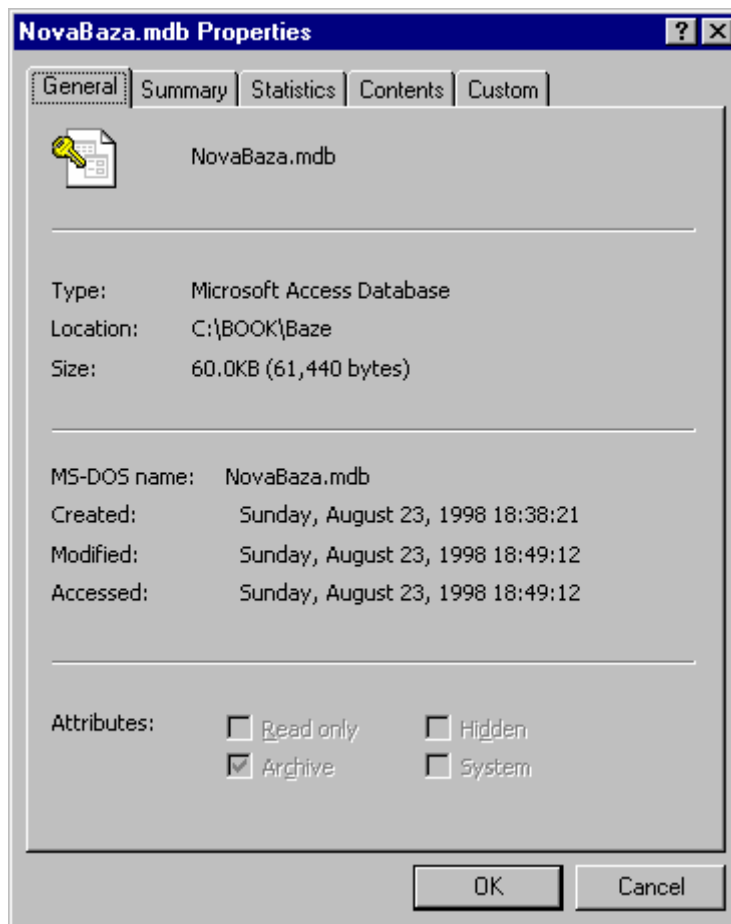 NovaBaza.mdb Properties
General Summary Statistics Contents Custom
NovaBaza.mdb
Type: Microsoft Access Database
Location: C:\BOOK\Baze
Size: 60.0KB (61,440 bytes)
MS-DOS name: NovaBaza.mdb
Created: Sunday, August 23, 1998 18:38:21
Modified: Sunday, August 23, 1998 18:49:12
Accessed: Sunday, August 23, 1998 18:49:12
Attributes: Read only Hidden
Archive System
OK Cancel